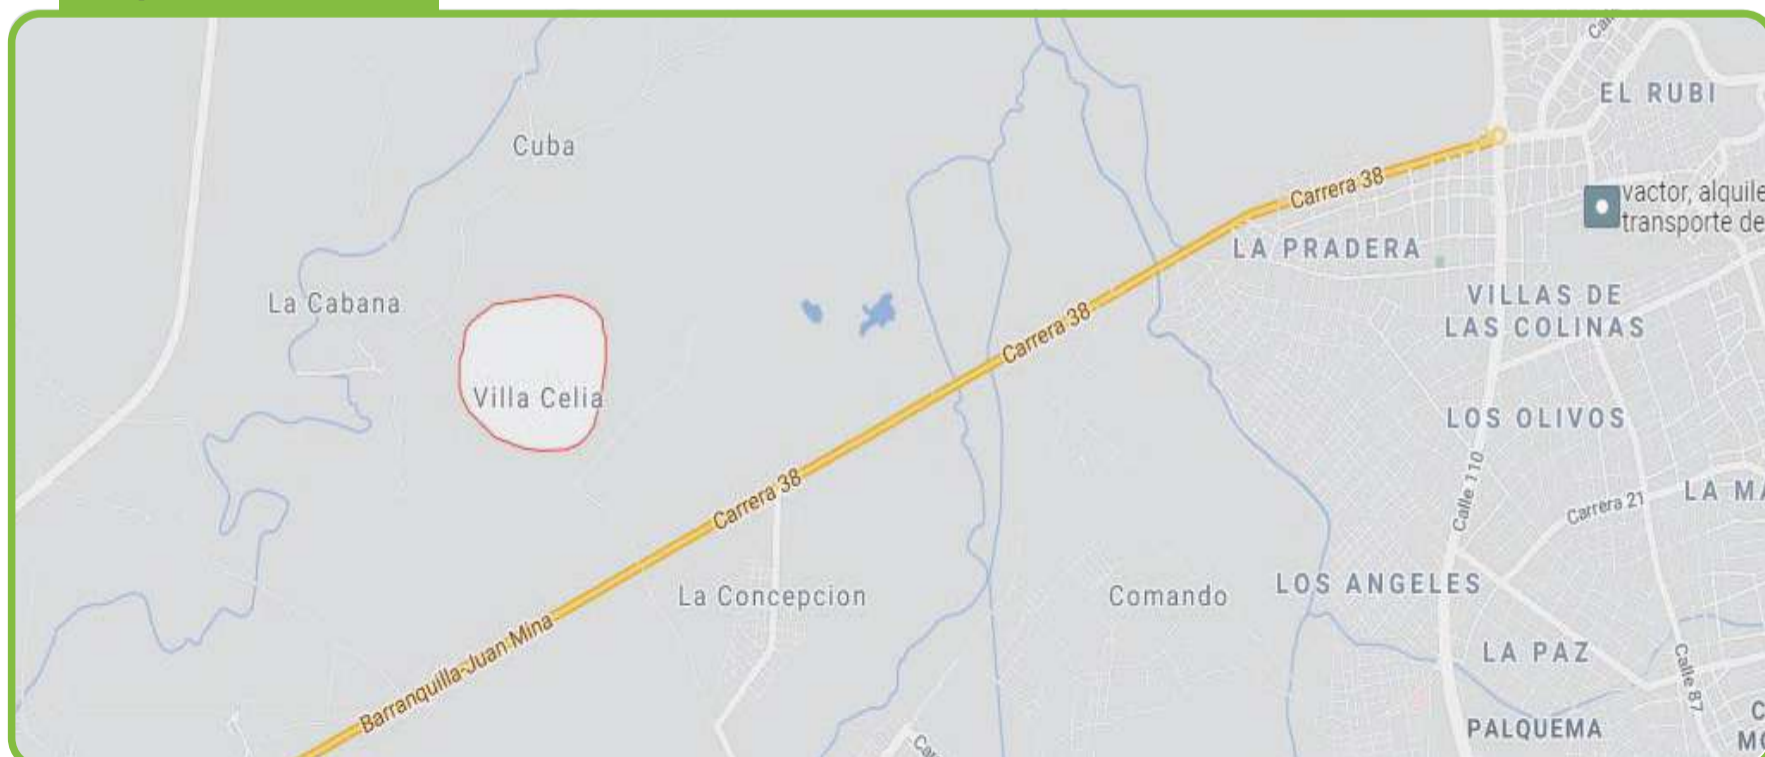 EL RUBI
Cuba
Carrera 38
vactor, alquile
transporte de
LA PRADERA
La Cabana
VILLAS DE
LAS COLINAS
Carrera 38
Villa Celia
LOS OLIVOS
Carrera 38
Calle 110
LA MA
Carrera 21
La Concepcion
Comando
LOS ANGELES
Barranquilla-Juan Mina
LA PAZ
Calle 87
PALQUEMA